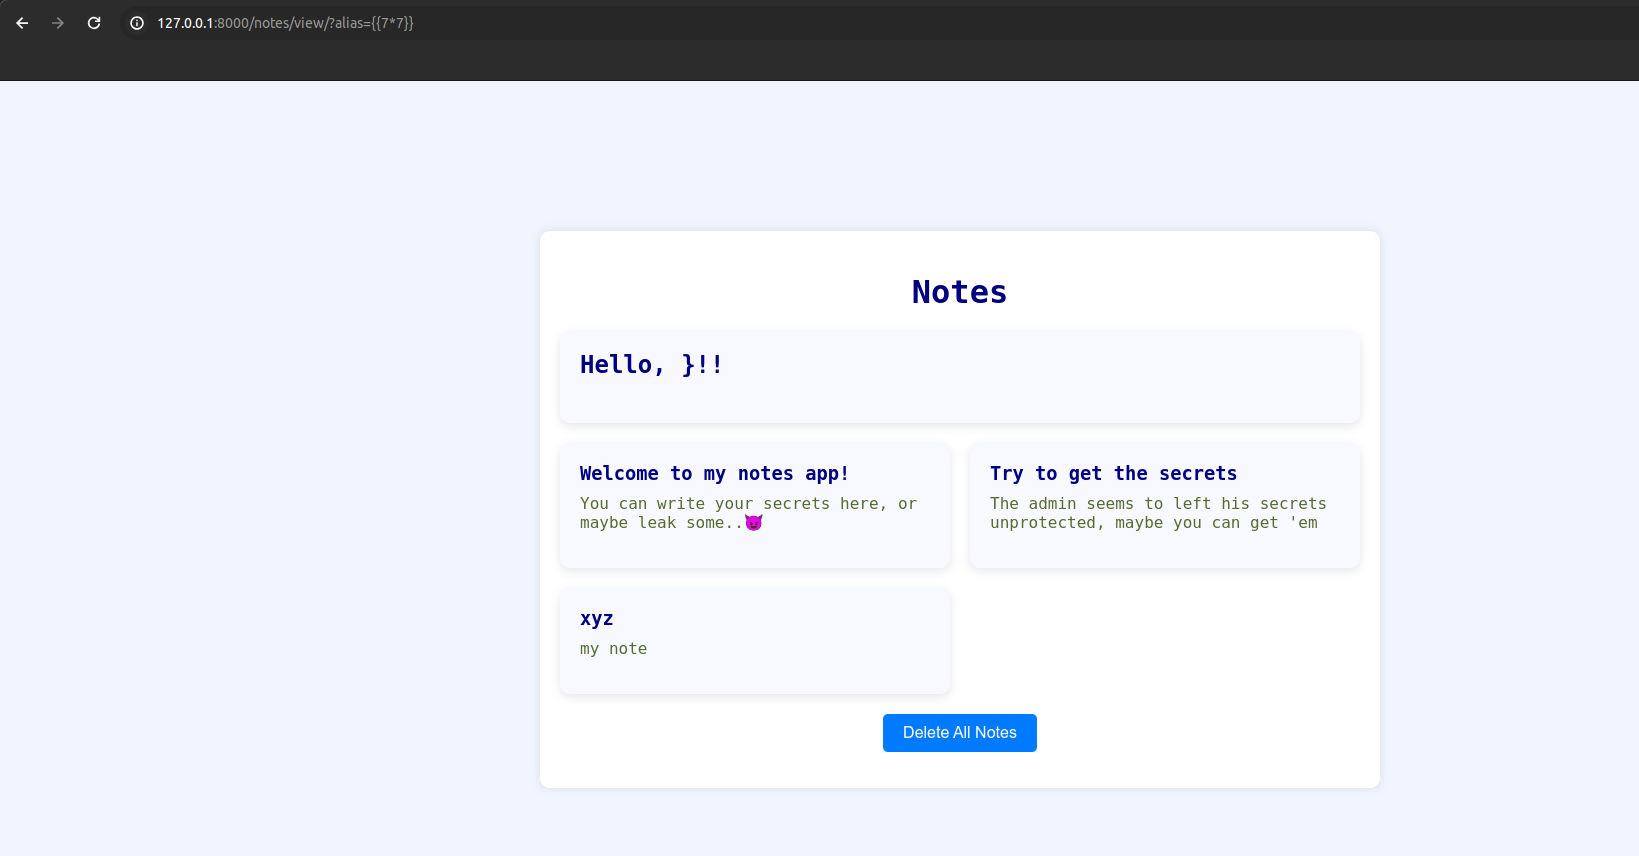 127.0.0.1:8000/notes/view/?alias={{7*7}}
Notes
Hello, }!!
Welcome to my notes app!
You can write your secrets here, or
maybe leak some..😈
Try to get the secrets
The admin seems to left his secrets
unprotected, maybe you can get 'em
xyz
my note
Delete All Notes